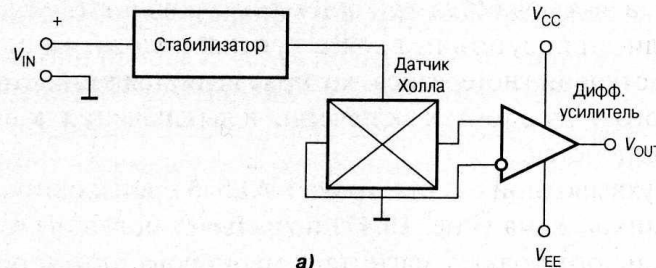 +
V_IN
Стабилизатор
Датчик
Холла
V_CC
Дифф.
усилитель
V_OUT
V_EE
а)